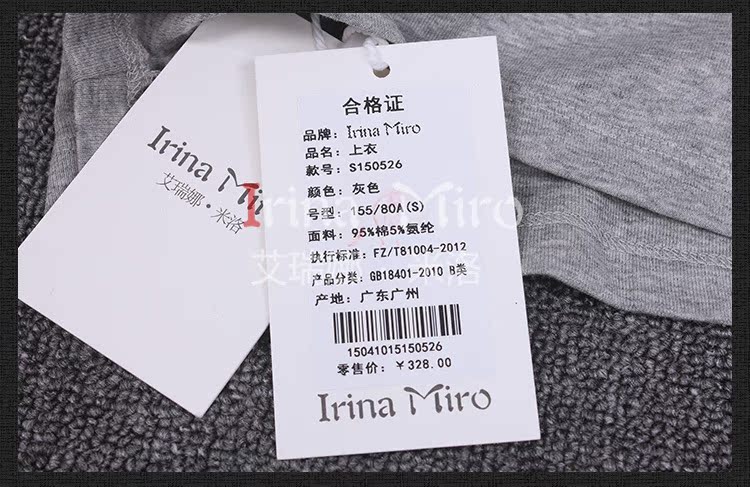 Irina Mir
艾瑞娜·米洛
合格证
品牌: Irina Miro
品名: 上衣
款号: S150526
颜色: 灰色
号型: 155/80A(S)
面料: 95%棉5%氨纶
执行标准: FZ/T81004-2012
产品分类: GB18401-2010 B类
产地: 广东广州
15041015150526
零售价: ￥328.00
Irina Miro
Irina Miro
艾瑞娜 米洛